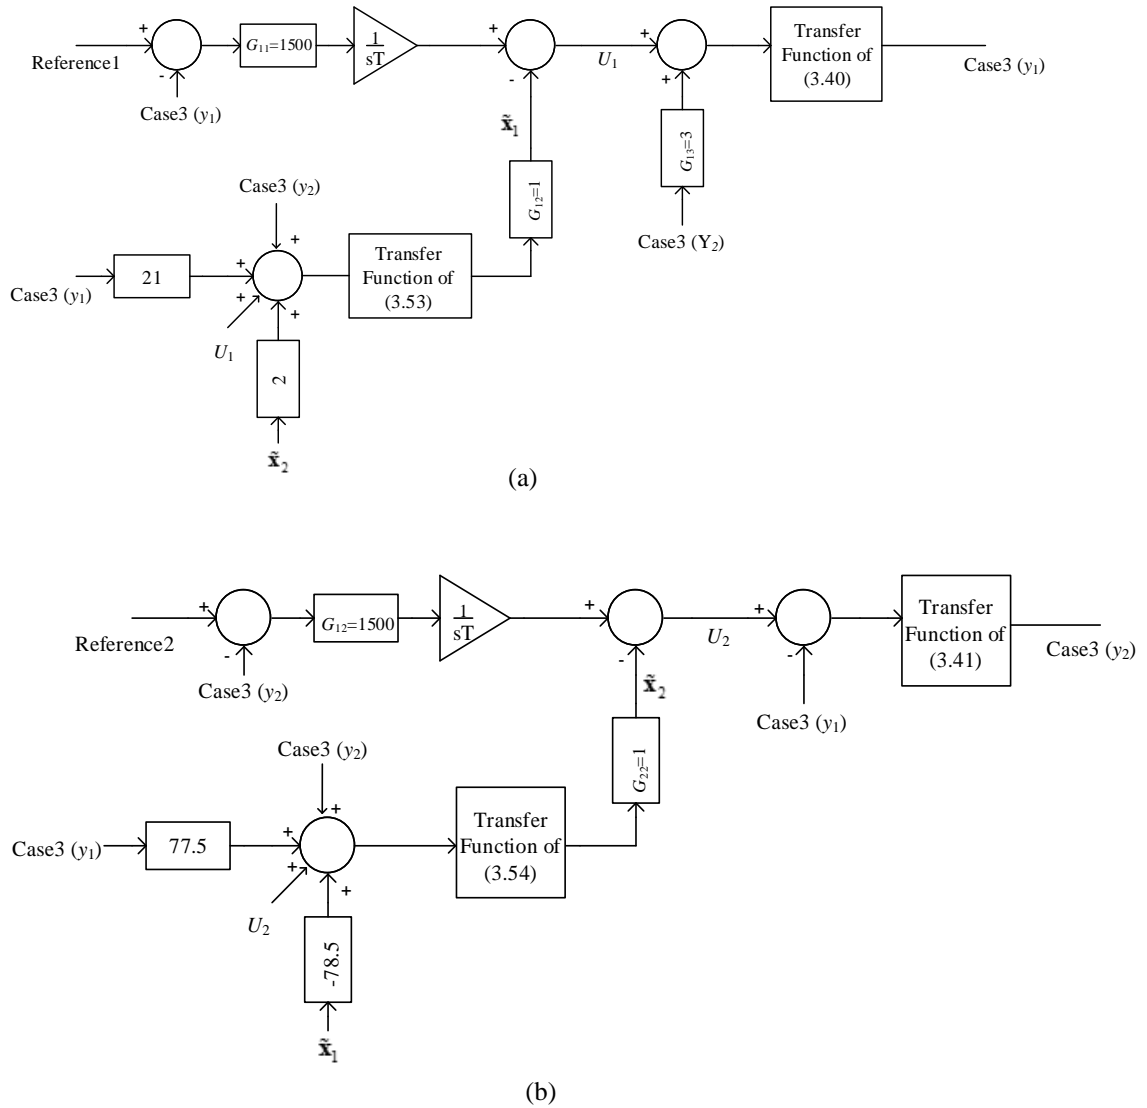 +
+
+
G₁₁=1500
1
sT
Transfer
Function of
(3.40)
Reference1
-
-
U₁
+
Case3 (y₁)
Case3 (y₁)
x̃₁
G₁₃=3
Case3 (y₂)
G₁₂=1
+
Case3 (Y₂)
Transfer
Function of
(3.53)
21
+
+
+
Case3 (y₁)
U₁
2
x̃₂
(a)
+
+
+
G₁₂=1500
1
sT
Transfer
Function of
(3.41)
Reference2
-
-
U₂
-
Case3 (y₂)
Case3 (y₂)
x̃₂
Case3 (y₁)
Case3 (y₂)
G₂₂=1
+
Transfer
Function of
(3.54)
77.5
+
+
+
Case3 (y₁)
U₂
-78.5
x̃₁
(b)